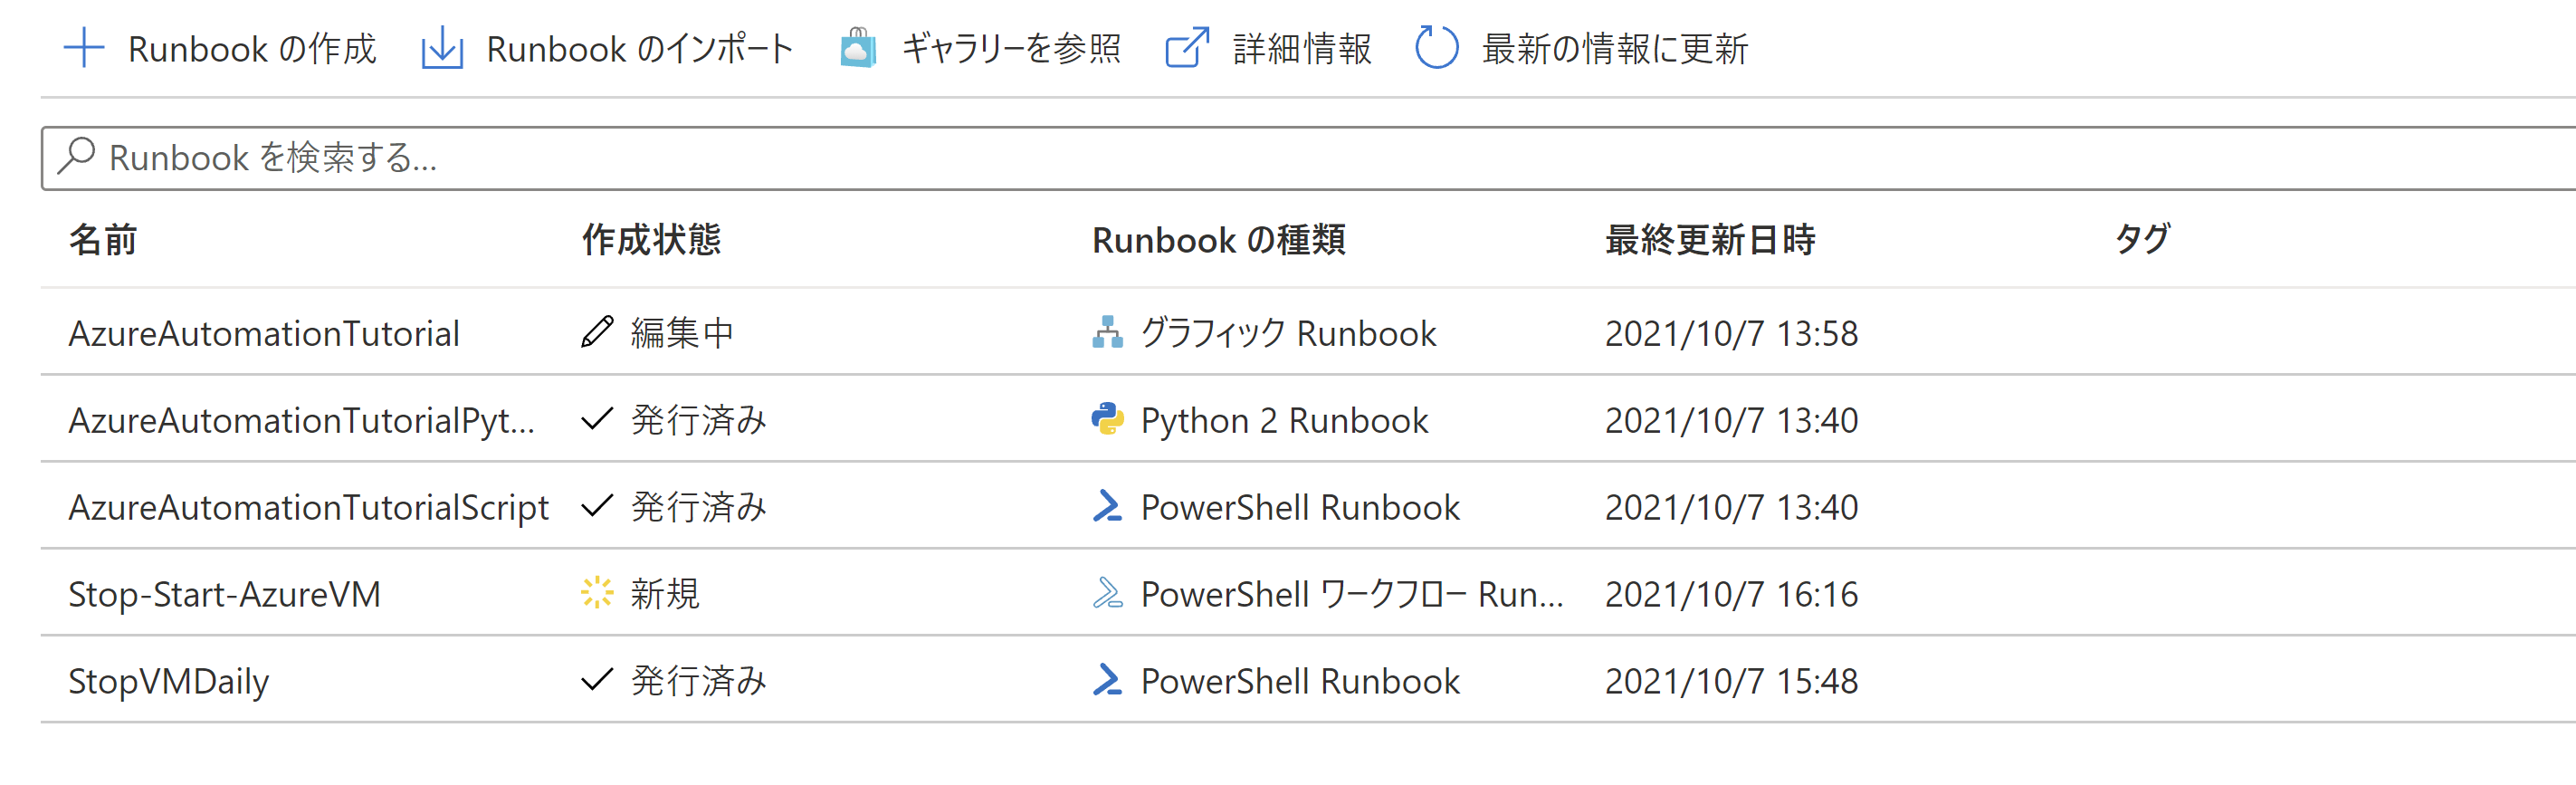 Runbook の作成 Runbook のインポート ギャラリーを参照 詳細情報 最新の情報に更新
Runbook を検索する...
名前 作成状態 Runbook の種類 最終更新日時 タグ
AzureAutomationTutorial 編集中 グラフィック Runbook 2021/10/7 13:58
AzureAutomationTutorialPyt... 発行済み Python 2 Runbook 2021/10/7 13:40
AzureAutomationTutorialScript 発行済み PowerShell Runbook 2021/10/7 13:40
Stop-Start-AzureVM 新規 PowerShell ワークフロー Run... 2021/10/7 16:16
StopVMDaily 発行済み PowerShell Runbook 2021/10/7 15:48